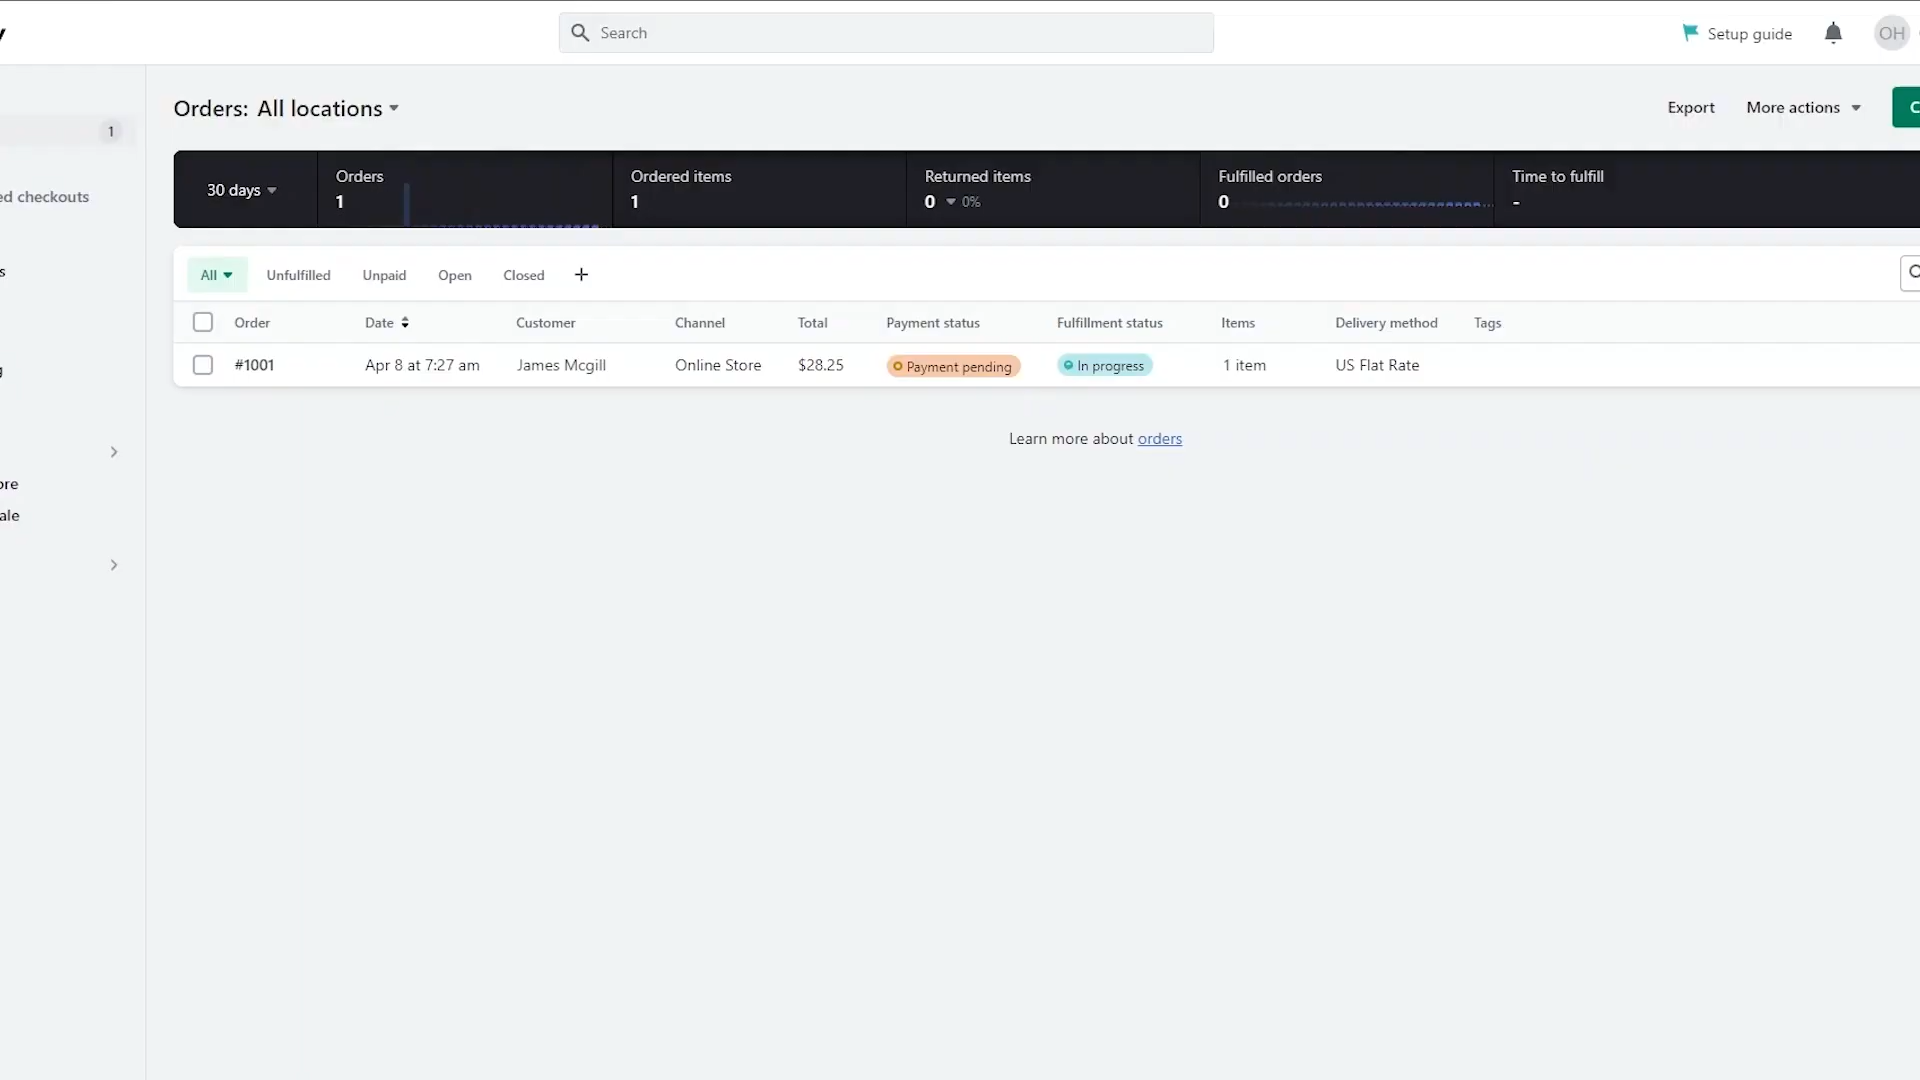 Search
Setup guide
OH
Orders: All locations
Export
More actions
1
ed checkouts
30 days
Orders
1
Ordered items
1
Returned items
0 0%
Fulfilled orders
0
Time to fulfill
-
All
Unfulfilled
Unpaid
Open
Closed
+
Order Date Customer Channel Total Payment status Fulfillment status Items Delivery method Tags
#1001 Apr 8 at 7:27 am James Mcgill Online Store $28.25 Payment pending In progress 1 item US Flat Rate
Learn more about orders
ore
ale